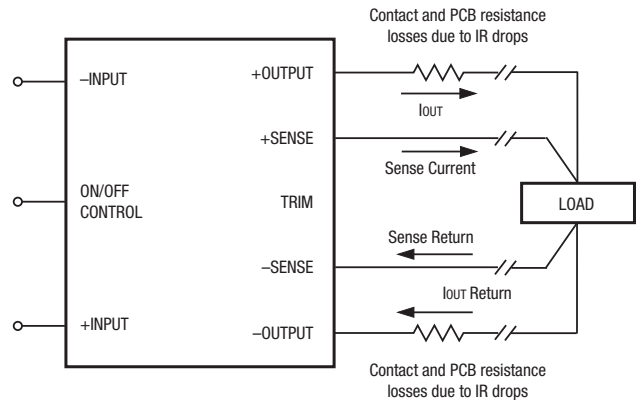 Contact and PCB resistance
losses due to IR drops
–INPUT
+OUTPUT
IOUT
+SENSE
Sense Current
ON/OFF
CONTROL
TRIM
LOAD
Sense Return
–SENSE
IOUT Return
+INPUT
–OUTPUT
Contact and PCB resistance
losses due to IR drops